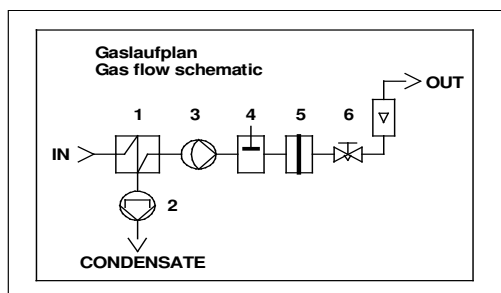 Gaslaufplan
Gas flow schematic
OUT
1 3 4 5 6
IN
2
CONDENSATE